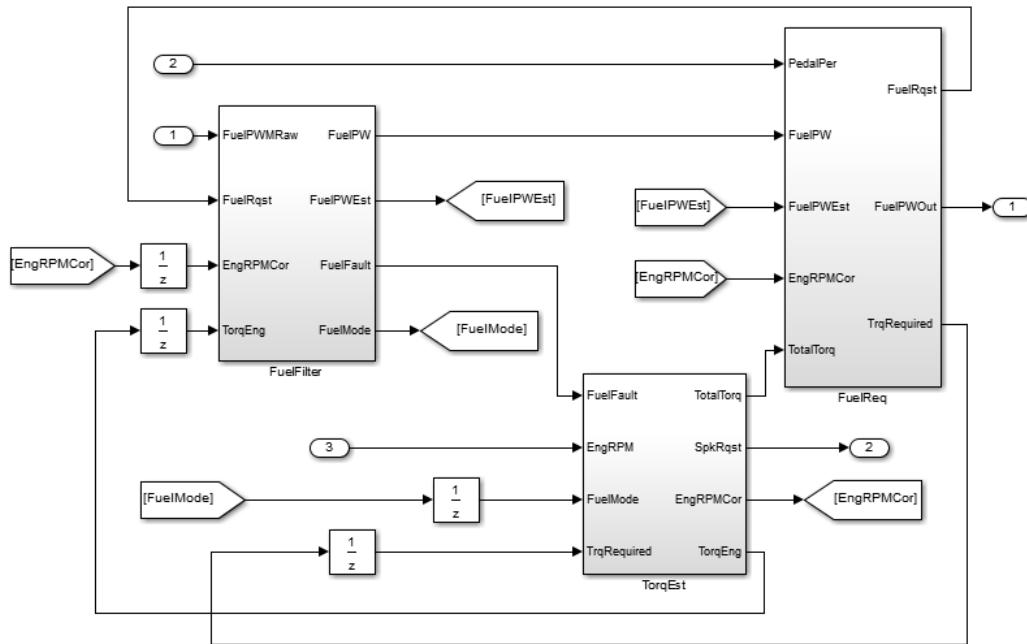 2
PedalPer
FuelRqst
1
FuelPWMRaw
FuelPW
FuelPW
FuelRqst
FuelPWEst
[FuelPWEst]
[FuelPWEst]
FuelPWEst
FuelPWOut
1
[EngRPMCor]
1
z
EngRPMCor
FuelFault
[EngRPMCor]
EngRPMCor
1
z
TorqEng
FuelMode
[FuelMode]
TrqRequired
TotalTorq
FuelFilter
FuelReq
FuelFault
TotalTorq
3
EngRPM
SpkRqst
2
[FuelMode]
1
z
FuelMode
EngRPMCor
[EngRPMCor]
1
z
TrqRequired
TorqEng
TorqEst